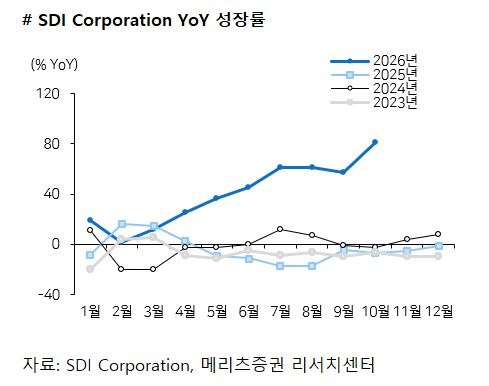 # SDI Corporation YoY 성장률
(% YoY)
2026년
2025년
2024년
2023년
120
80
40
0
-40
1월 2월 3월 4월 5월 6월 7월 8월 9월 10월 11월 12월
자료: SDI Corporation, 메리츠증권 리서치센터